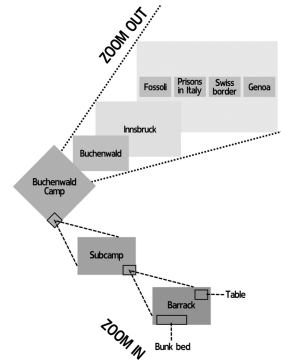 ZOOM OUT
Fossoli
Prisons
in Italy
Swiss
border
Genoa
Innsbruck
Buchenwald
Buchenwald
Camp
Subcamp
Table
Barrack
Bunk bed
ZOOM IN